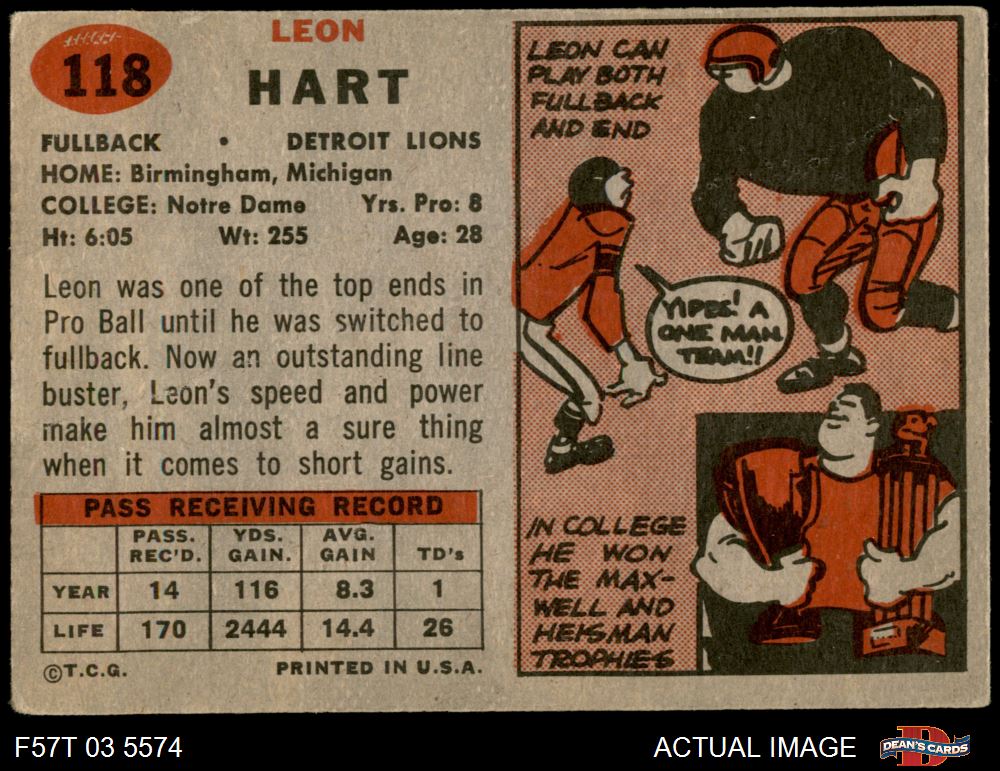 118
LEON
HART
FULLBACK • DETROIT LIONS
HOME: Birmingham, Michigan
COLLEGE: Notre Dame Yrs. Pro: 8
Ht: 6:05 Wt: 255 Age: 28
Leon was one of the top ends in
Pro Ball until he was switched to
fullback. Now an outstanding line
buster, Leon's speed and power
make him almost a sure thing
when it comes to short gains.
PASS RECEIVING RECORD
PASS. REC'D. YDS. GAIN. AVG. GAIN TD's
YEAR 14 116 8.3 1
LIFE 170 2444 14.4 26
©T.C.G. PRINTED IN U.S.A.
LEON CAN
PLAY BOTH
FULLBACK
AND END
YIPES! A
ONE MAN
TEAM!!
IN COLLEGE
HE WON
THE MAX-
WELL AND
HEISMAN
TROPHIES
F57T 03 5574
ACTUAL IMAGE
DEAN'S CARDS